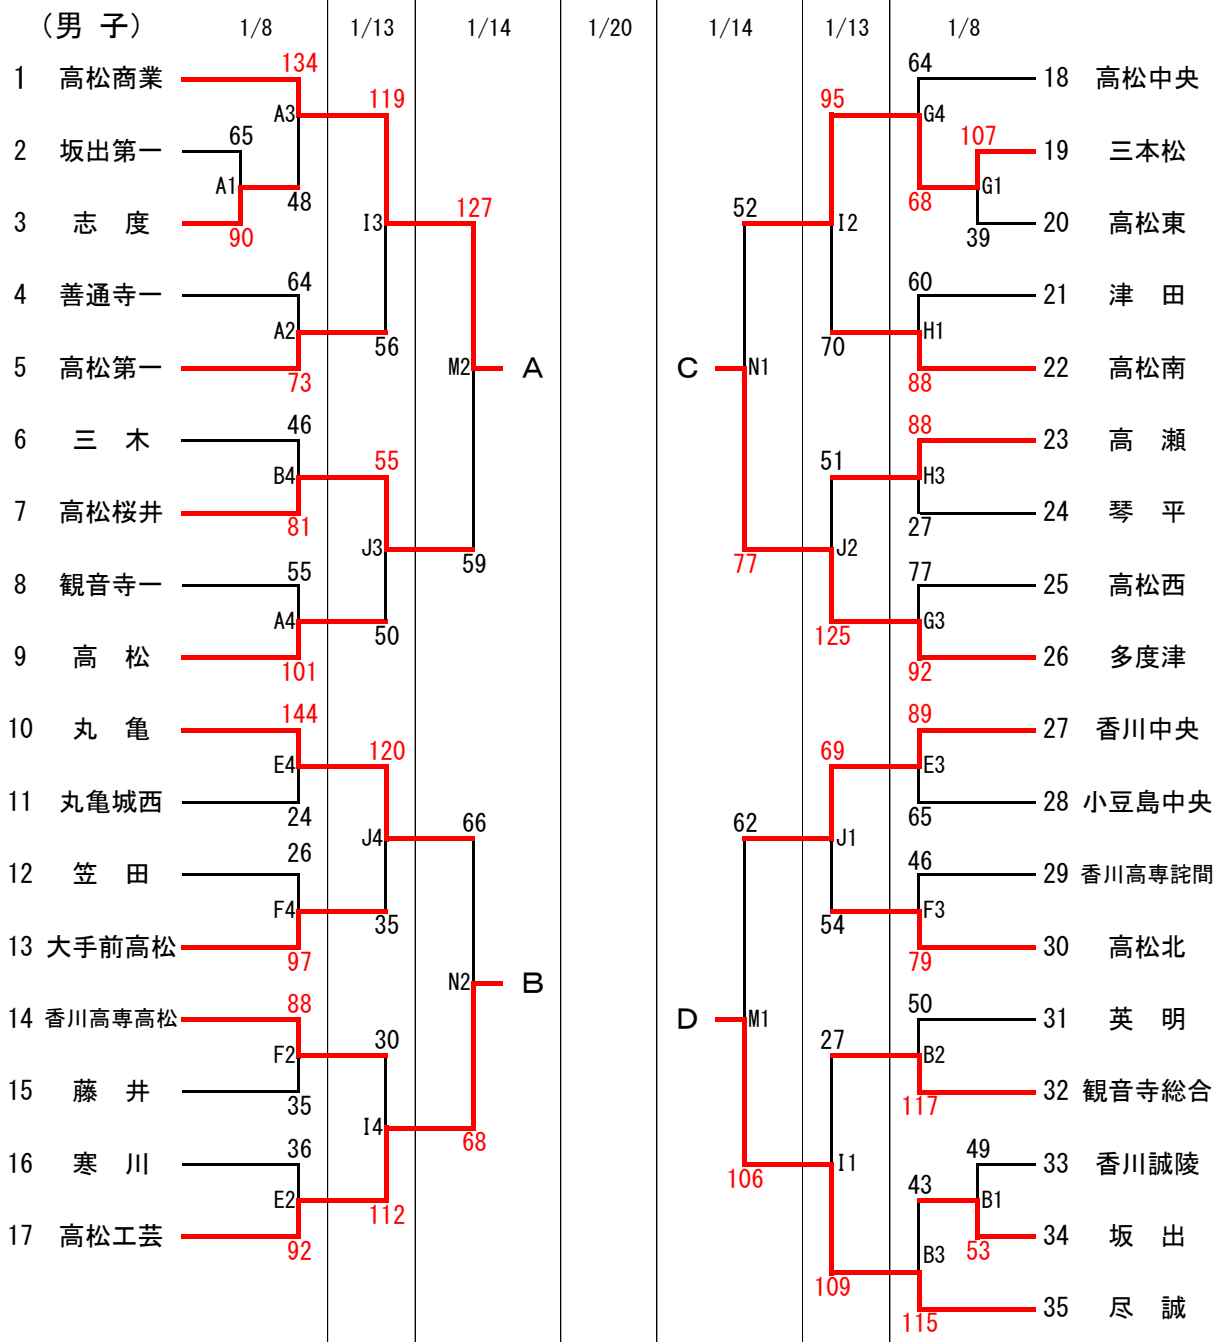 （男 子）
1/8
1/13
1/14
1/20
1/14
1/13
1/8
1 高松商業
134
A3
119
2 坂出第一
65
A1
48
3 志 度
90
I3
127
4 善通寺一
64
A2
56
5 高松第一
73
M2
A
6 三 木
46
B4
55
7 高松桜井
81
J3
59
8 観音寺一
55
A4
50
9 高 松
101
10 丸 亀
144
E4
120
11 丸亀城西
24
J4
66
12 笠 田
26
F4
35
13 大手前高松
97
N2
B
14 香川高専高松
88
F2
30
15 藤 井
35
I4
68
16 寒 川
36
E2
112
17 高松工芸
92
64
18 高松中央
95
G4
107
19 三本松
68
G1
52
I2
39
20 高松東
60
21 津 田
70
H1
C
N1
88
22 高松南
88
23 高 瀬
51
H3
27
24 琴 平
77
J2
77
25 高松西
125
G3
92
26 多度津
89
27 香川中央
69
E3
65
28 小豆島中央
62
J1
46
29 香川高専詫間
54
F3
79
30 高松北
D
M1
50
31 英 明
27
B2
117
32 観音寺総合
106
I1
49
33 香川誠陵
43
B1
53
34 坂 出
109
B3
115
35 尽 誠